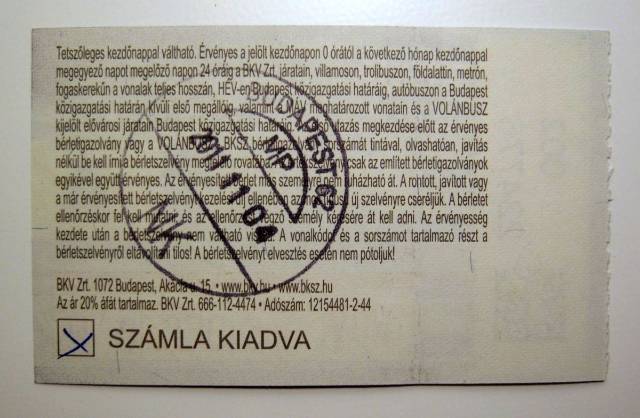 Tetszőleges kezdőnappal váltható. Érvényes a jelölt kezdőnapon 0 órától a következő hónap kezdőnappal
megegyező napot megelőző napon 24 óráig a BKV Zrt. járatain, villamoson, trolibuszon, földalattin, metrón,
fogaskerekűn a vonalak teljes hosszán, HÉV-en Budapest közigazgatási határáig, autóbuszon a Budapest
közigazgatási határán kívüli első megállóig, valamint a MÁV meghatározott vonatain és a VOLÁNBUSZ
kijelölt elővárosi járatain Budapest közigazgatási határáig. Az első utazás megkezdése előtt az érvényes
bérletigazolvány vagy a VOLÁNBUSZ, BKSZ bérletigazolvány sorszámát tintával, olvashatóan, javítás
nélkül be kell írnia bérletszelvény megfelelő rovatába. A bérletszelvény csak az említett bérletigazolványok
egyikével együtt érvényes. Az érvényesített bérlet más személyre nem ruházható át. A rontott, javított vagy
a már érvényesített bérletszelvényt kezelési díj ellenében sem új szelvényre cseréljük. A bérletet
ellenőrzéskor fel kell mutatni és az ellenőrzést végző személy kérésére át kell adni. Az érvényesség
kezdete után a bérletszelvény nem váltható vissza. A vonalkódot és a sorszámot tartalmazó részt a
bérletszelvényről eltávolítani tilos! A bérletszelvényt elvesztés esetén nem pótoljuk!
BKV Zrt. 1072 Budapest, Akácfa u. 15. • www.bkv.hu • www.bksz.hu
Az ár 20% áfát tartalmaz. BKV Zrt. 666-112-4474 • Adószám: 12154481-2-44
SZÁMLA KIADVA
BUDAPEST 62
MP